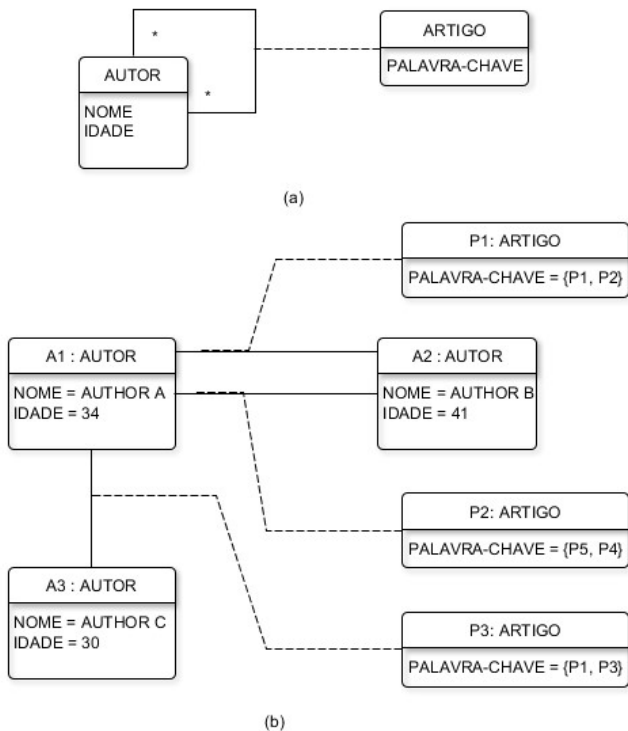 *
ARTIGO
PALAVRA-CHAVE
AUTOR
*
NOME
IDADE
(a)
P1: ARTIGO
PALAVRA-CHAVE = {P1, P2}
A1 : AUTOR
NOME = AUTHOR A
IDADE = 34
A2 : AUTOR
NOME = AUTHOR B
IDADE = 41
P2: ARTIGO
PALAVRA-CHAVE = {P5, P4}
A3 : AUTOR
NOME = AUTHOR C
IDADE = 30
P3: ARTIGO
PALAVRA-CHAVE = {P1, P3}
(b)